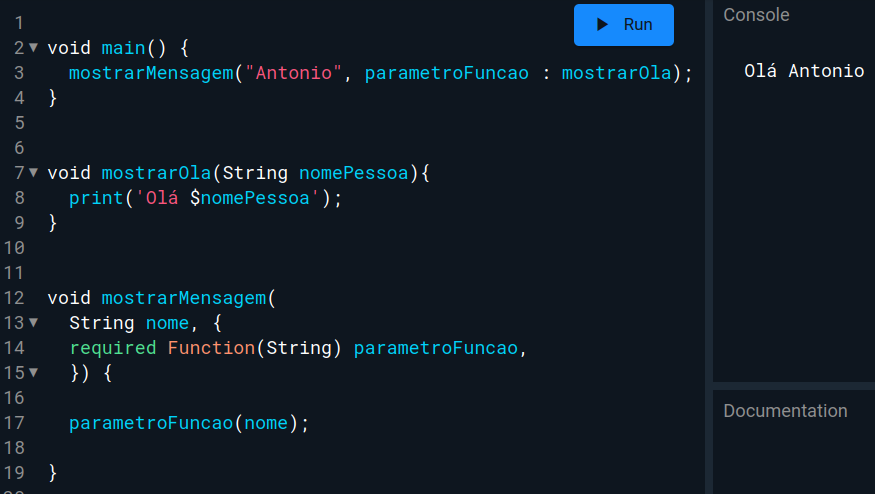 Run
Console
Olá Antonio
1
2 void main() {
3 mostrarMensagem("Antonio", parametroFuncao : mostrarOla);
4 }
5
6
7 void mostrarOla(String nomePessoa){
8 print('Olá $nomePessoa');
9 }
10
11
12 void mostrarMensagem(
13 String nome, {
14 required Function(String) parametroFuncao,
15 }) {
16
17 parametroFuncao(nome);
18
19 }
Documentation